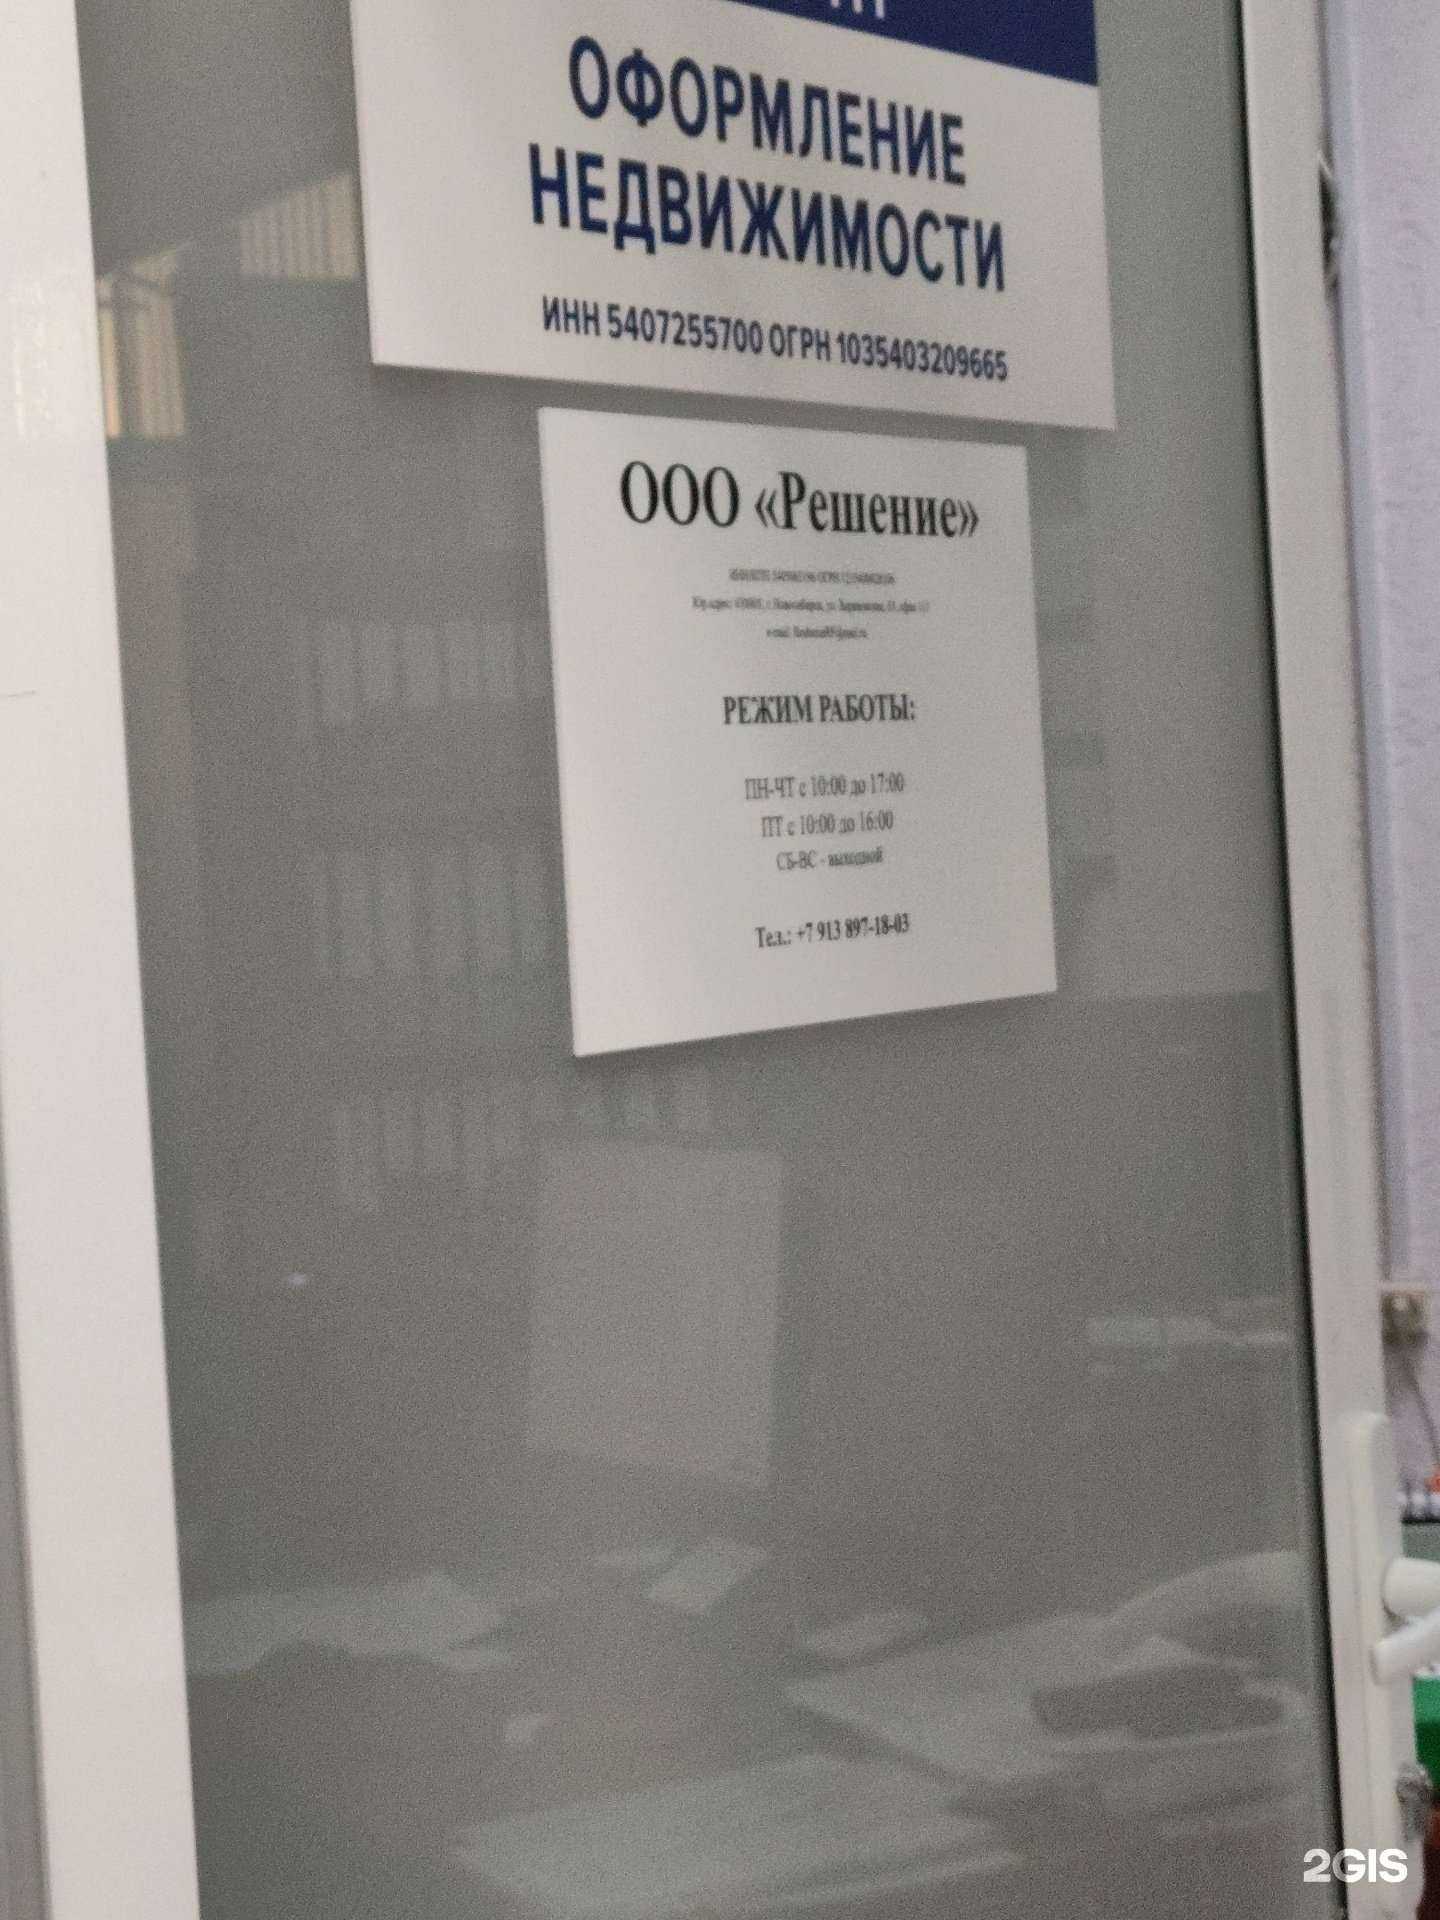 ОФОРМЛЕНИЕ
НЕДВИЖИМОСТИ
ИНН 5407255700 ОГРН 1035403209665
ООО «Решение»
РЕЖИМ РАБОТЫ:
ПН-ЧТ с 10:00 до 17:00
ПТ с 10:00 до 16:00
СБ-ВС - выходной
Тел.: +7 913 897-18-03
2GIS